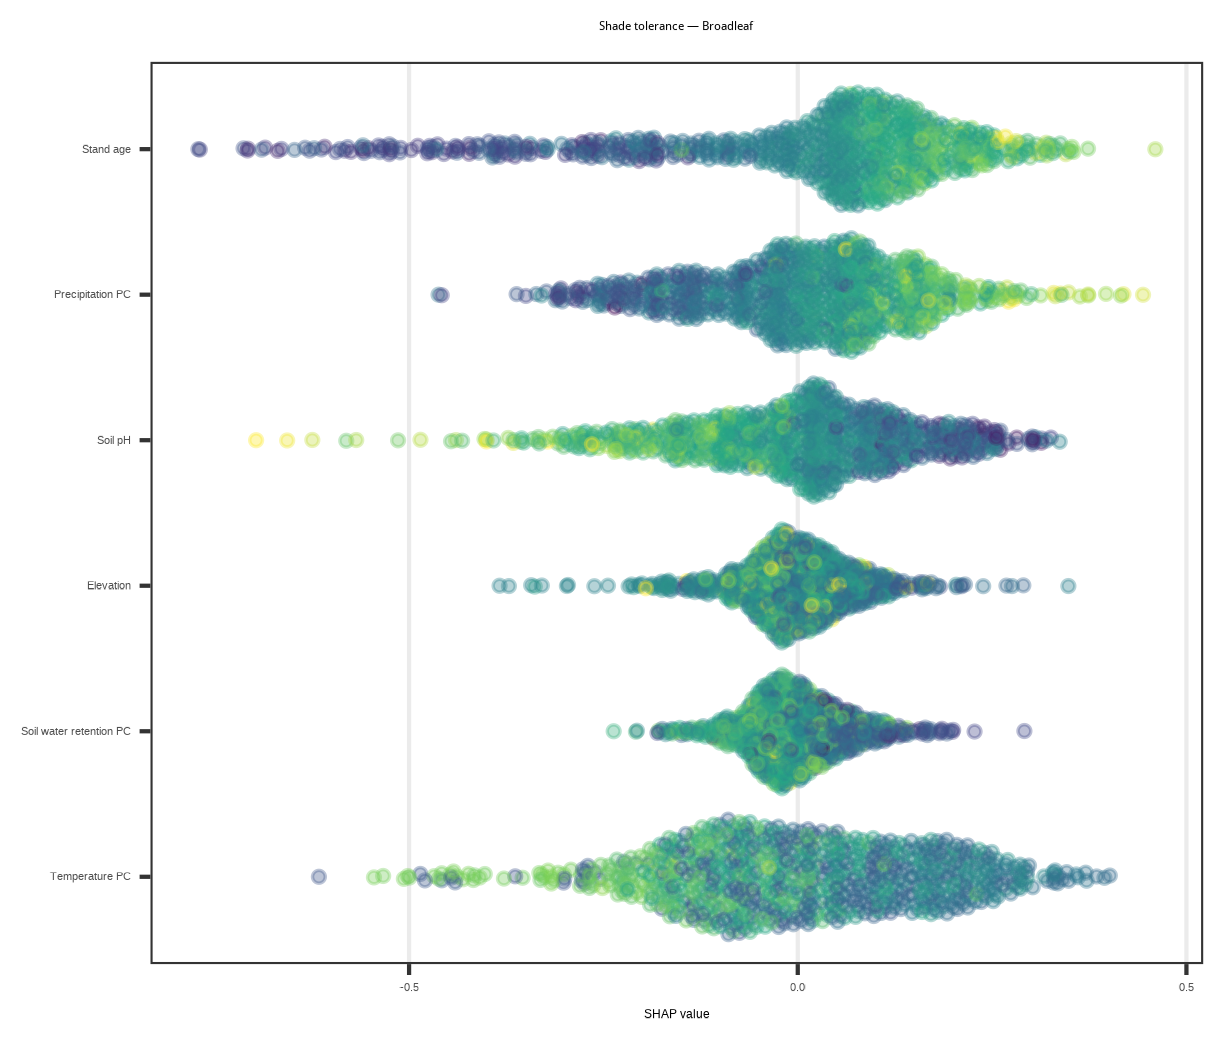 Shade tolerance — Broadleaf
Stand age
Precipitation PC
Soil pH
Elevation
Soil water retention PC
Temperature PC
-0.5
0.0
0.5
SHAP value